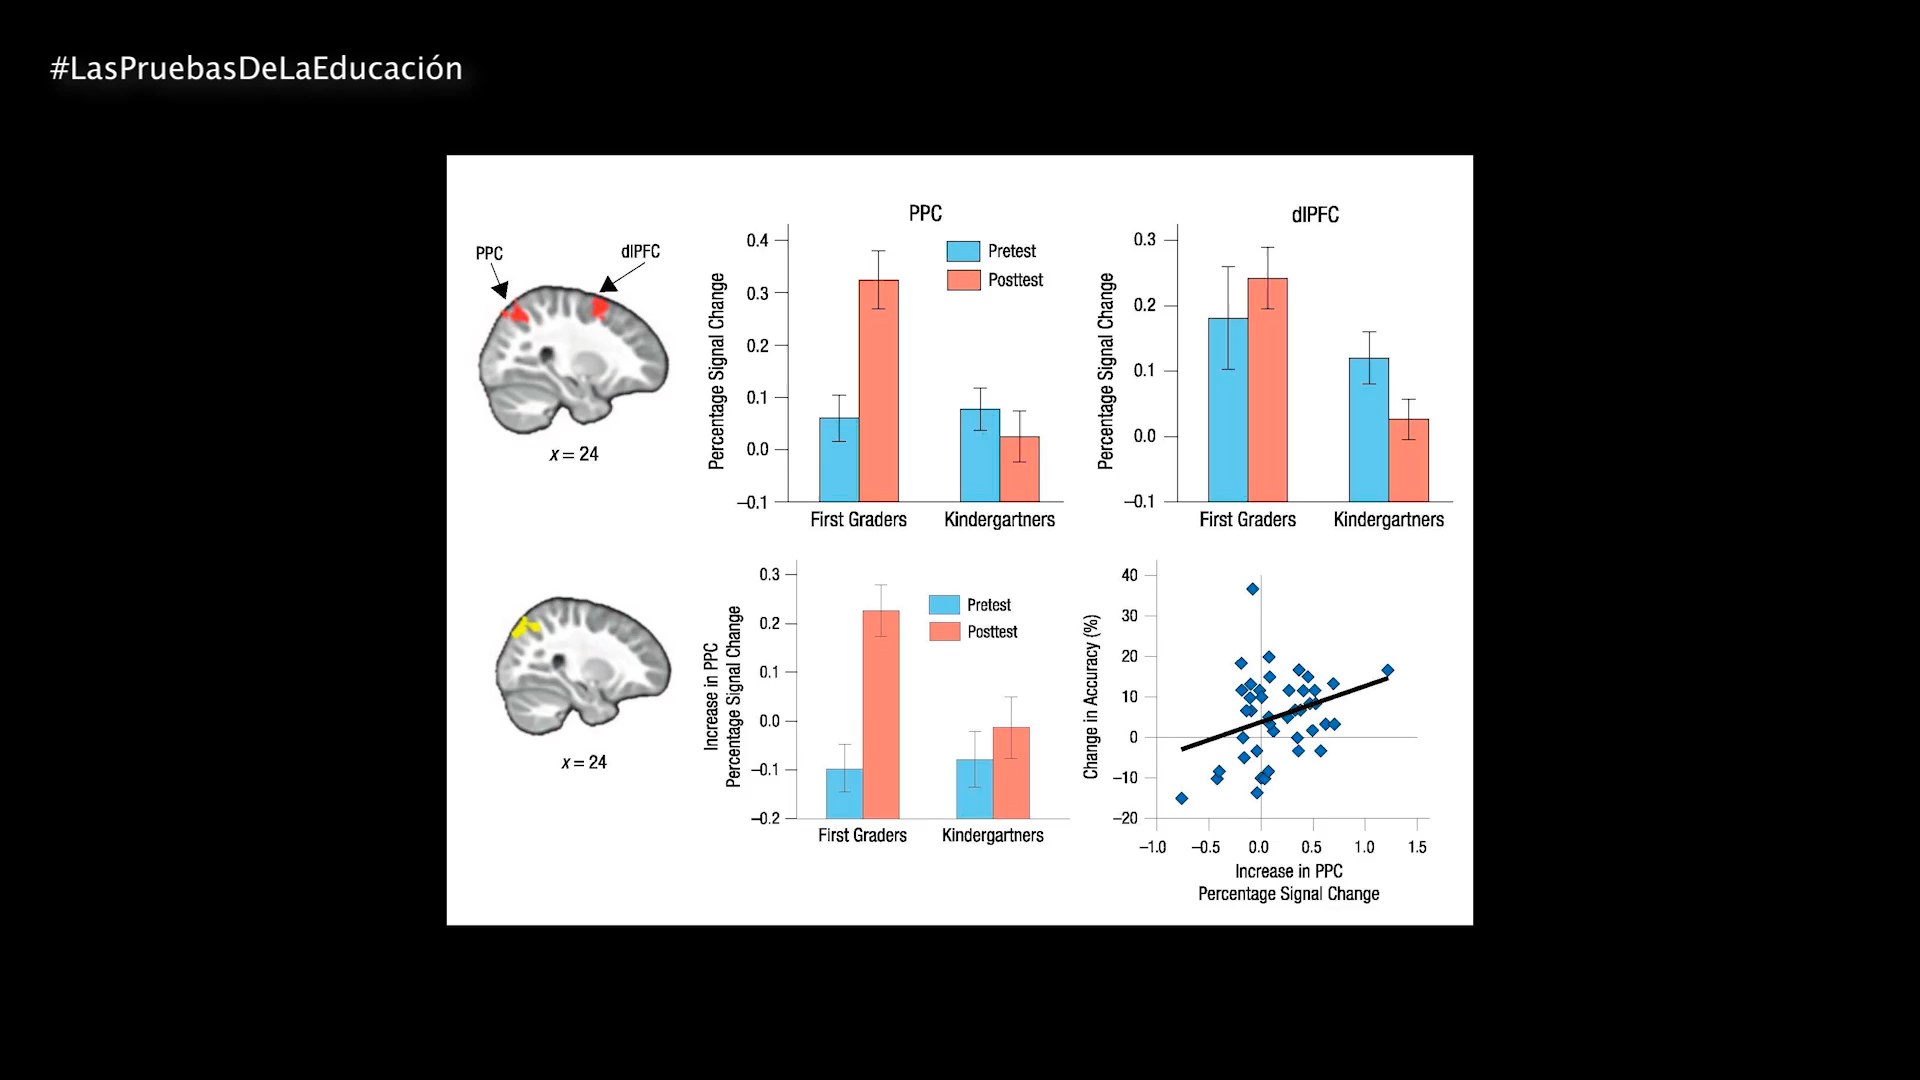 #LasPruebasDeLaEducación
PPC
dlPFC
x = 24
PPC
0.4
0.3
0.2
0.1
0.0
–0.1
Percentage Signal Change
Pretest
Posttest
First Graders
Kindergartners
dlPFC
0.3
0.2
0.1
0.0
–0.1
Percentage Signal Change
First Graders
Kindergartners
x = 24
0.3
0.2
0.1
0.0
–0.1
–0.2
Increase in PPC
Percentage Signal Change
Pretest
Posttest
First Graders
Kindergartners
40
30
20
10
0
–10
–20
Change in Accuracy (%)
–1.0 –0.5 0.0 0.5 1.0 1.5
Increase in PPC
Percentage Signal Change